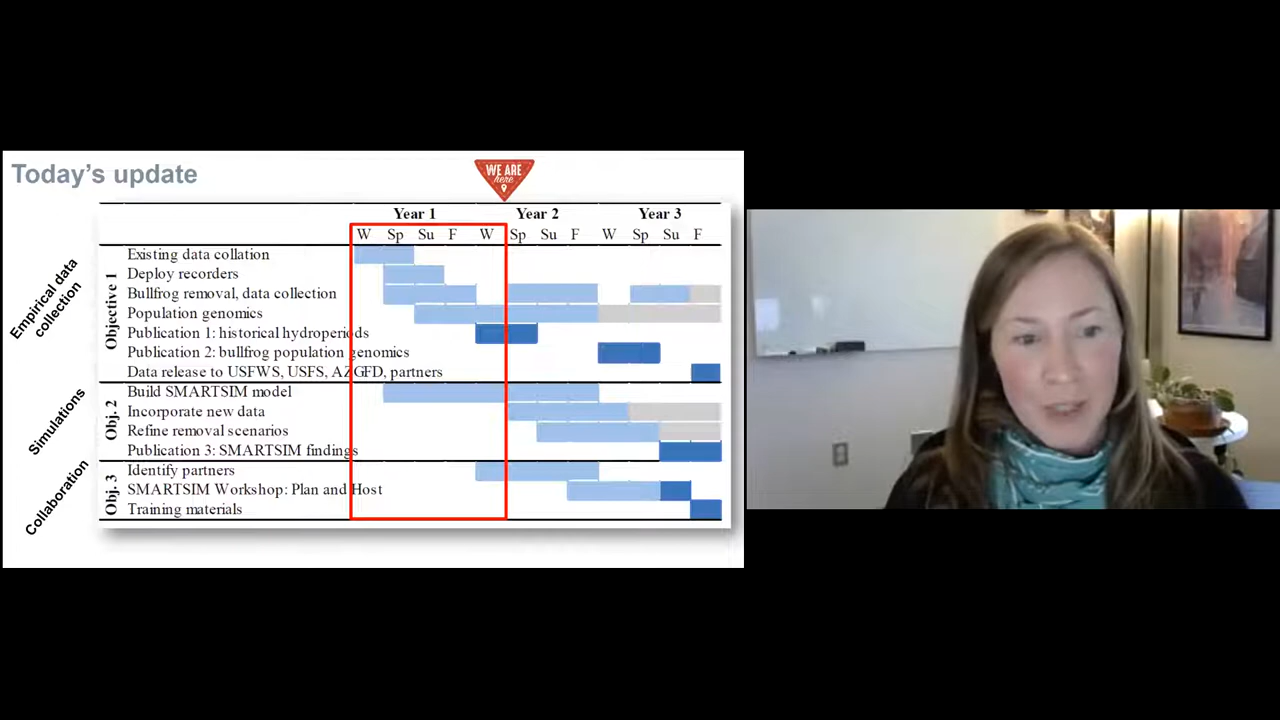 Today's update
WE ARE
here
Year 1 Year 2 Year 3
W Sp Su F W Sp Su F W Sp Su F
Empirical data
collection
Objective 1
Existing data collation
Deploy recorders
Bullfrog removal, data collection
Population genomics
Publication 1: historical hydroperiods
Publication 2: bullfrog population genomics
Data release to USFWS, USFS, AZGFD, partners
Simulations
Obj. 2
Build SMARTSIM model
Incorporate new data
Refine removal scenarios
Publication 3: SMARTSIM findings
Collaboration
Obj. 3
Identify partners
SMARTSIM Workshop: Plan and Host
Training materials